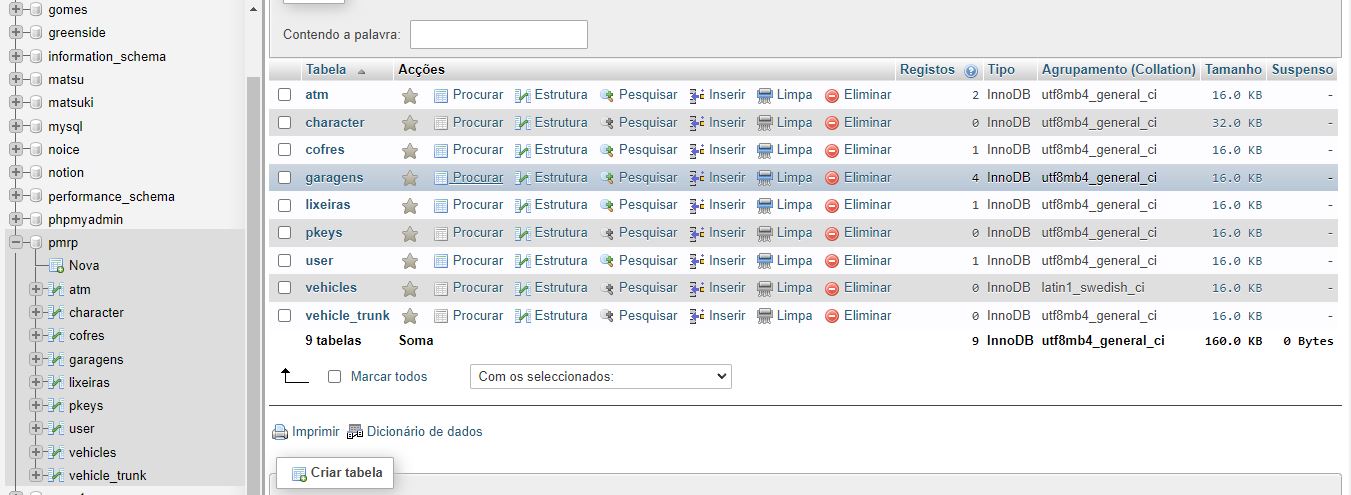 gomes
greenside
information_schema
matsu
matsuki
mysql
noice
notion
performance_schema
phpmyadmin
pmrp
Nova
atm
character
cofres
garagens
lixeiras
pkeys
user
vehicles
vehicle_trunk
Contendo a palavra:
Tabela Acções Registos Tipo Agrupamento (Collation) Tamanho Suspenso
atm Procurar Estrutura Pesquisar Inserir Limpa Eliminar 2 InnoDB utf8mb4_general_ci 16.0 KB -
character Procurar Estrutura Pesquisar Inserir Limpa Eliminar 0 InnoDB utf8mb4_general_ci 32.0 KB -
cofres Procurar Estrutura Pesquisar Inserir Limpa Eliminar 1 InnoDB utf8mb4_general_ci 16.0 KB -
garagens Procurar Estrutura Pesquisar Inserir Limpa Eliminar 4 InnoDB utf8mb4_general_ci 16.0 KB -
lixeiras Procurar Estrutura Pesquisar Inserir Limpa Eliminar 1 InnoDB utf8mb4_general_ci 16.0 KB -
pkeys Procurar Estrutura Pesquisar Inserir Limpa Eliminar 0 InnoDB utf8mb4_general_ci 16.0 KB -
user Procurar Estrutura Pesquisar Inserir Limpa Eliminar 1 InnoDB utf8mb4_general_ci 16.0 KB -
vehicles Procurar Estrutura Pesquisar Inserir Limpa Eliminar 0 InnoDB latin1_swedish_ci 16.0 KB -
vehicle_trunk Procurar Estrutura Pesquisar Inserir Limpa Eliminar 0 InnoDB utf8mb4_general_ci 16.0 KB -
9 tabelas Soma 9 InnoDB utf8mb4_general_ci 160.0 KB 0 Bytes
Marcar todos Com os seleccionados:
Imprimir Dicionário de dados
Criar tabela